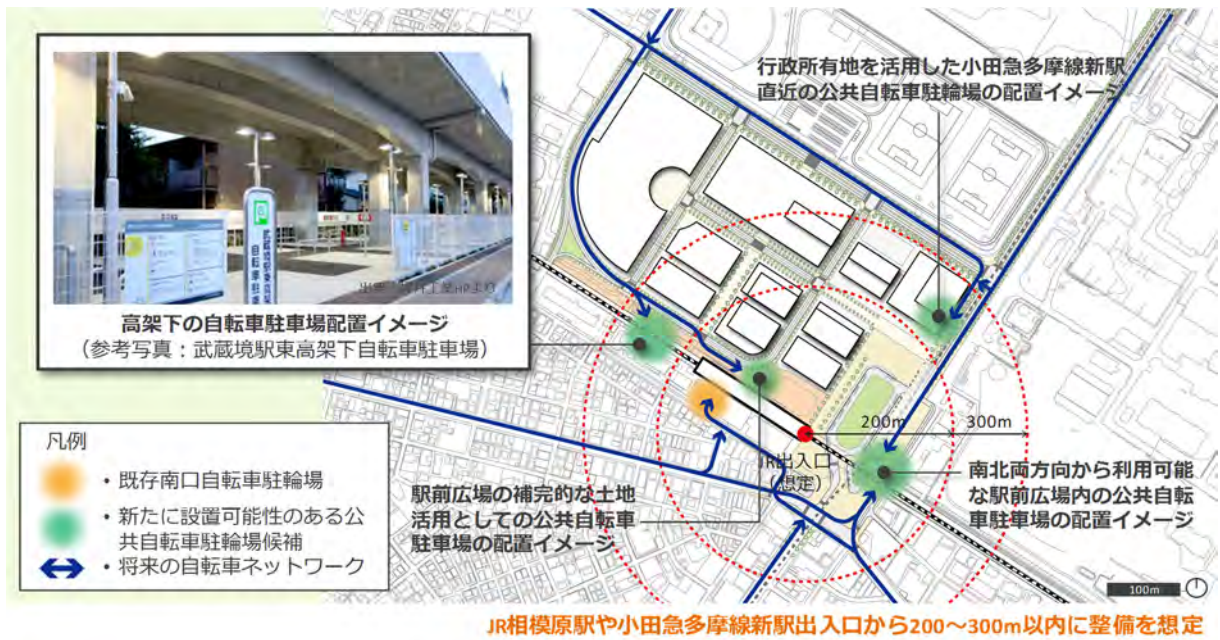 行政所有地を活用した小田急多摩線新駅
直近の公共自転車駐輪場の配置イメージ
高架下の自転車駐車場配置イメージ
（参考写真：武蔵境駅東高架下自転車駐車場）
200m
300m
JR出入口
（想定）
駅前広場の補完的な土地
活用としての公共自転車
駐車場の配置イメージ
南北両方向から利用可能
な駅前広場内の公共自転
車駐車場の配置イメージ
凡例
・既存南口自転車駐輪場
・新たに設置可能性のある公
共自転車駐輪場候補
・将来の自転車ネットワーク
100m
JR相模原駅や小田急多摩線新駅出入口から200～300m以内に整備を想定